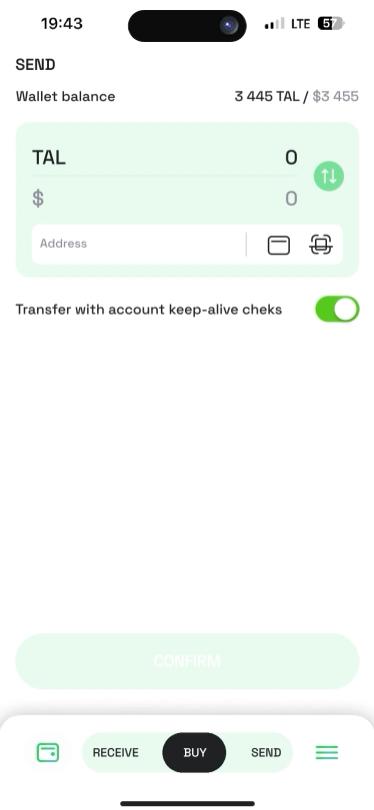 19:43 LTE 57
SEND
Wallet balance 3 445 TAL / $3 455
TAL 0
$ 0
Address
Transfer with account keep-alive cheks
CONFIRM
RECEIVE BUY SEND